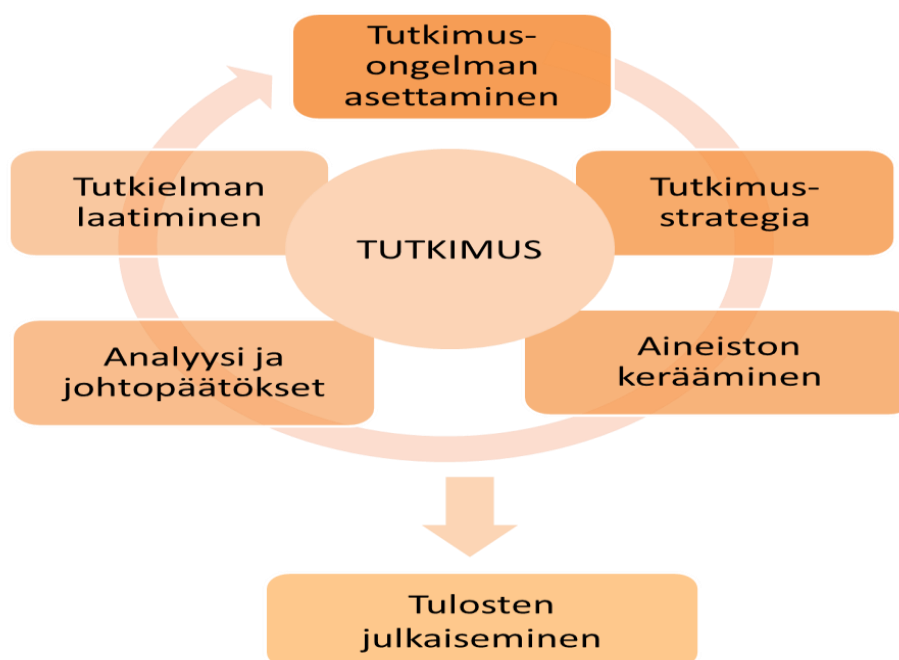 Tutkimus-
ongelman
asettaminen
Tutkielman
laatiminen
Tutkimus-
strategia
TUTKIMUS
Analyysi ja
johtopäätökset
Aineiston
kerääminen
Tulosten
julkaiseminen